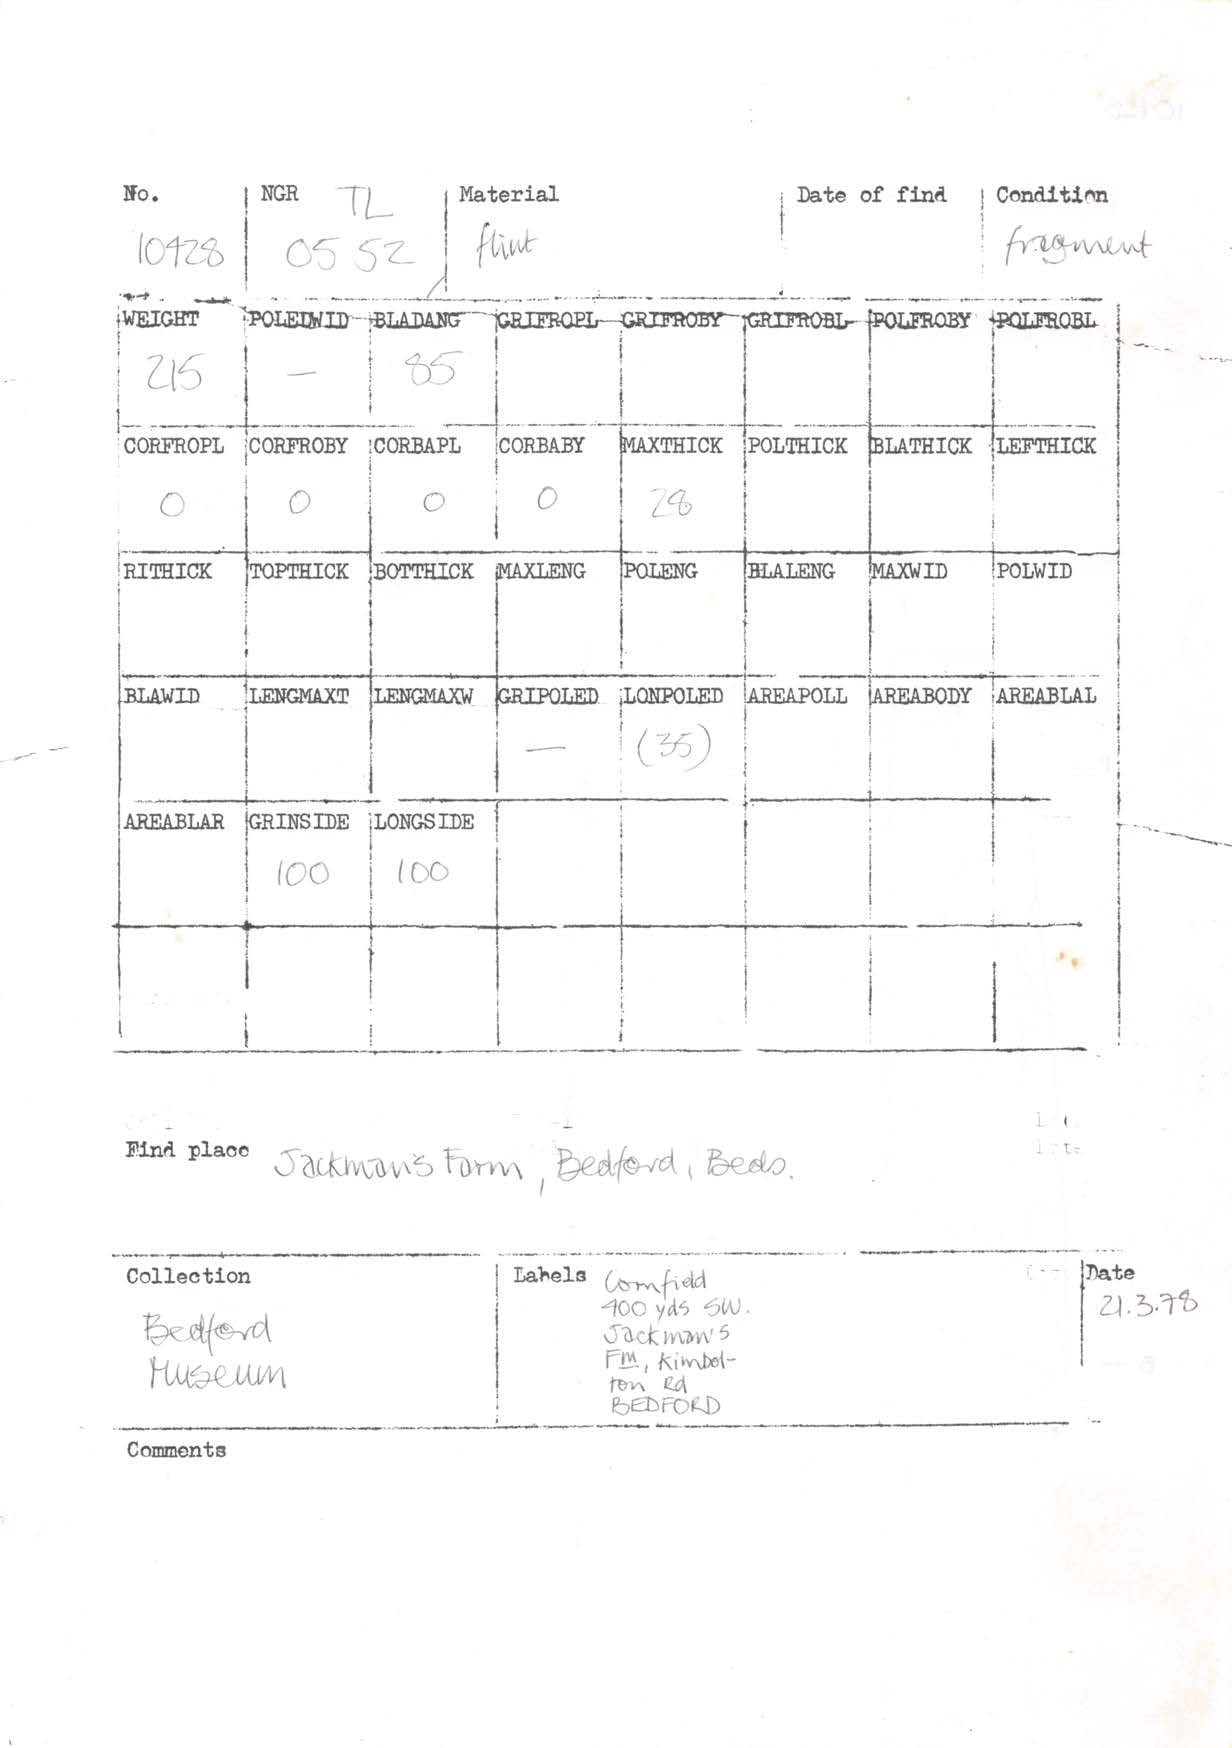 No. NGR TL Material Date of find Condition
10428 05 52 flint fragment
WEIGHT POLEDWID BLADANG GRIFROPL GRIFROBY GRIFROBL POLFROBY POLFROBL
215 — 85
CORFROPL CORFROBY CORBAPL CORBABY MAXTHICK POLTHICK BLATHICK LEFTHICK
0 0 0 0 28
RITHICK TOPTHICK BOTTHICK MAXLENG POLENG BLALENG MAXWID POLWID
BLAWID LENGMAXT LENGMAXW GRIPOLED LONPOLED AREAPOLL AREABODY AREABLAL
— (35)
AREABLAR GRINSIDE LONGSIDE
100 100
Find place Jackman's Farm, Bedford, Beds.
Collection Labels Cornfield Date
400 yds SW. 21.3.78
Bedford Jackman's
Museum Fm, Kimbol-
ton Rd
BEDFORD
Comments